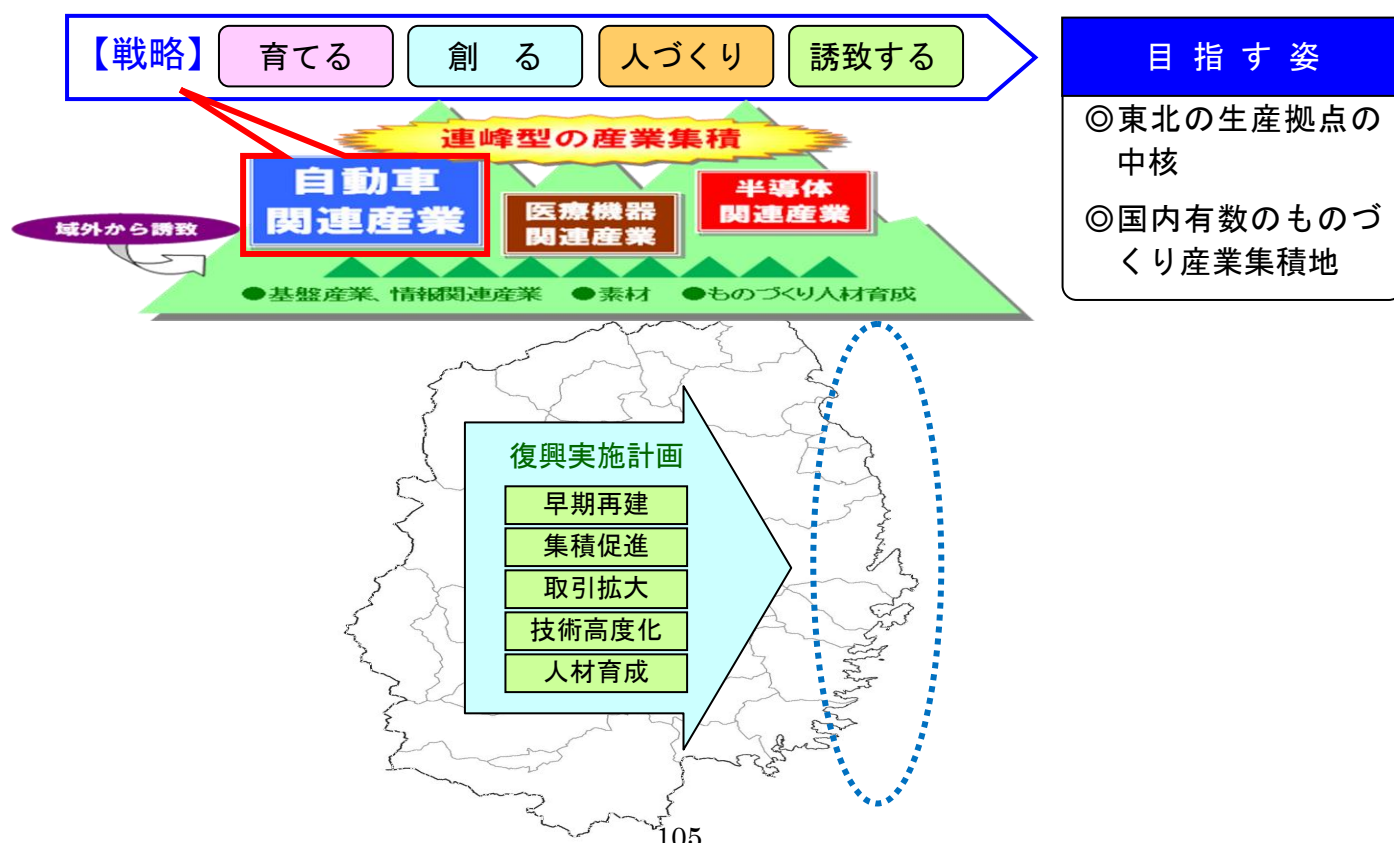 【戦略】 育てる 創 る 人づくり 誘致する
目 指 す 姿
◎東北の生産拠点の
中核
◎国内有数のものづ
くり産業集積地
連峰型の産業集積
自動車
関連産業
医療機器
関連産業
半導体
関連産業
域外から誘致
●基盤産業、情報関連産業 ●素材 ●ものづくり人材育成
復興実施計画
早期再建
集積促進
取引拡大
技術高度化
人材育成
105